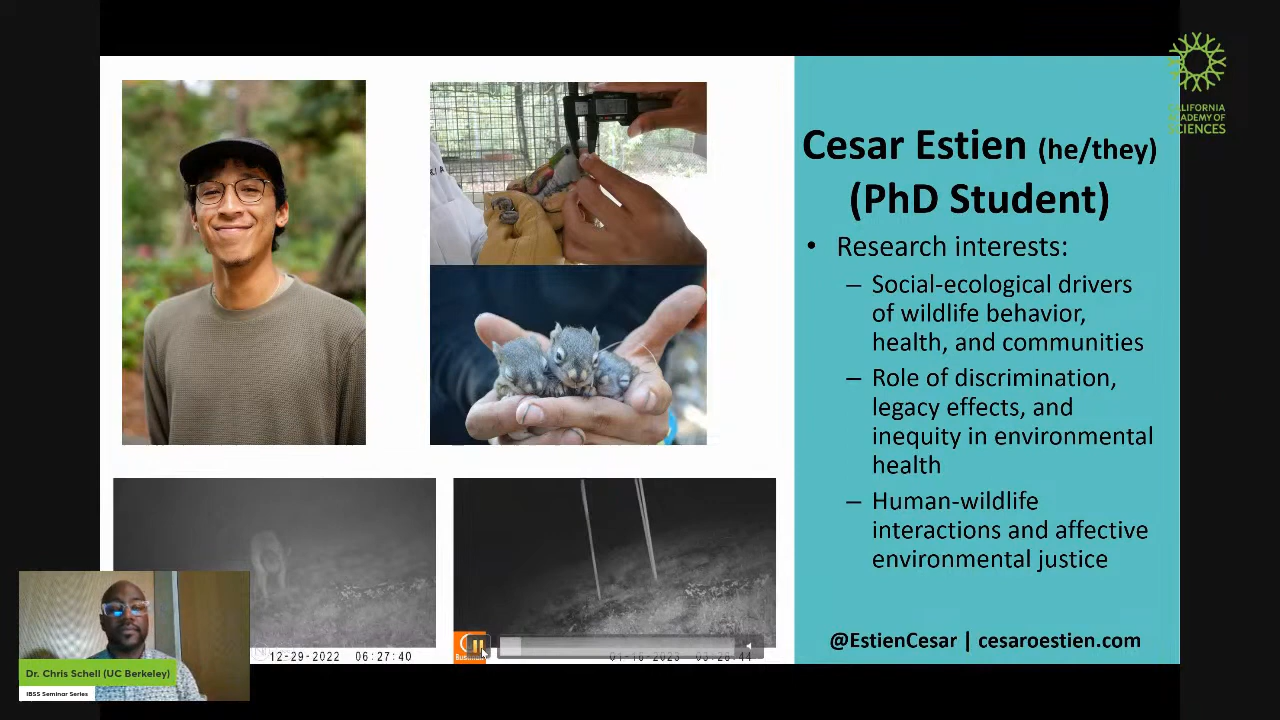 CALIFORNIA
ACADEMY OF
SCIENCES
Cesar Estien (he/they)
(PhD Student)
• Research interests:
– Social-ecological drivers
of wildlife behavior,
health, and communities
– Role of discrimination,
legacy effects, and
inequity in environmental
health
– Human-wildlife
interactions and affective
environmental justice
@EstienCesar | cesaroestien.com
12-29-2022 06:27:40
Dr. Chris Schell (UC Berkeley)
IBSS Seminar Series